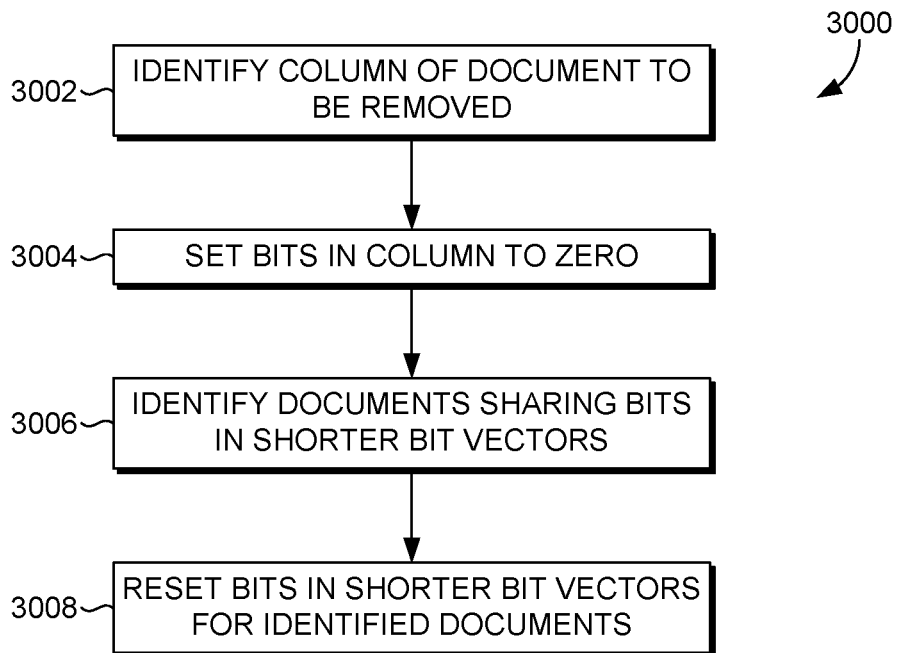 3000
3002
IDENTIFY COLUMN OF DOCUMENT TO
BE REMOVED
3004
SET BITS IN COLUMN TO ZERO
3006
IDENTIFY DOCUMENTS SHARING BITS
IN SHORTER BIT VECTORS
3008
RESET BITS IN SHORTER BIT VECTORS
FOR IDENTIFIED DOCUMENTS